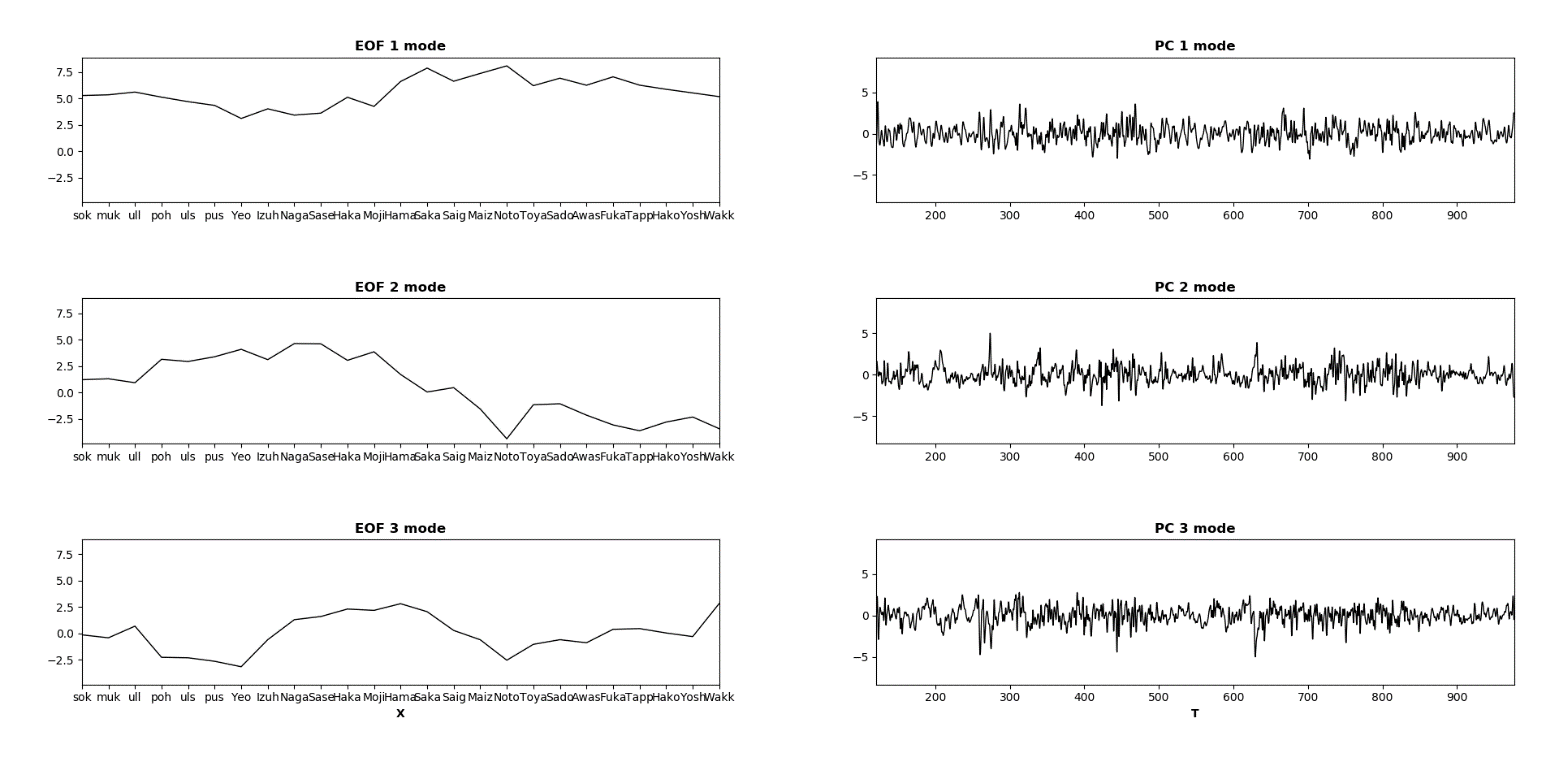 EOF 1 mode
7.5
5.0
2.5
0.0
−2.5
sok muk ull poh uls pus Yeo Izuh Naga Sase Haka Moji Hama Saka Saig Maiz Noto Toya Sado Awas Fuka Tapp Hako Yosh Wakk
PC 1 mode
5
0
−5
200 300 400 500 600 700 800 900
EOF 2 mode
7.5
5.0
2.5
0.0
−2.5
sok muk ull poh uls pus Yeo Izuh Naga Sase Haka Moji Hama Saka Saig Maiz Noto Toya Sado Awas Fuka Tapp Hako Yosh Wakk
PC 2 mode
5
0
−5
200 300 400 500 600 700 800 900
EOF 3 mode
7.5
5.0
2.5
0.0
−2.5
sok muk ull poh uls pus Yeo Izuh Naga Sase Haka Moji Hama Saka Saig Maiz Noto Toya Sado Awas Fuka Tapp Hako Yosh Wakk
X
PC 3 mode
5
0
−5
200 300 400 500 600 700 800 900
T